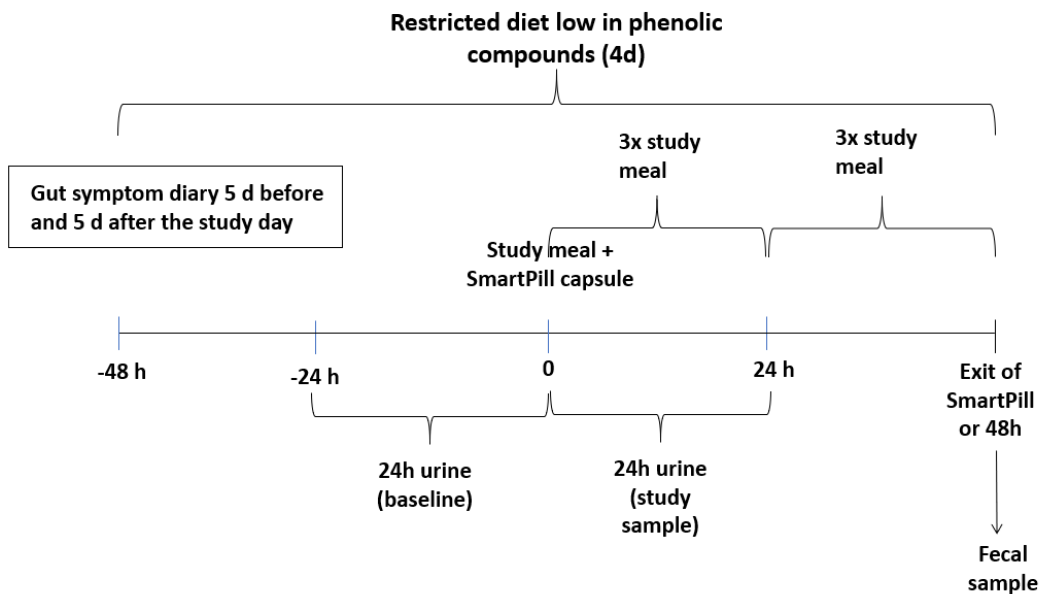 Restricted diet low in phenolic
compounds (4d)
3x study
meal
3x study
meal
Gut symptom diary 5 d before
and 5 d after the study day
Study meal +
SmartPill capsule
-48 h
-24 h
0
24 h
Exit of
SmartPill
or 48h
24h urine
(baseline)
24h urine
(study
sample)
Fecal
sample